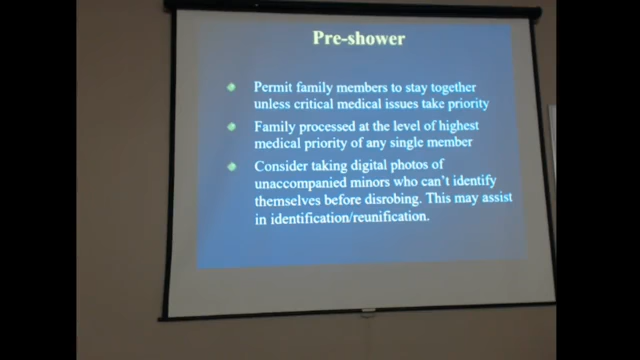 Pre-shower
Permit family members to stay together
unless critical medical issues take priority
Family processed at the level of highest
medical priority of any single member
Consider taking digital photos of
unaccompanied minors who can't identify
themselves before disrobing. This may assist
in identification/reunification.